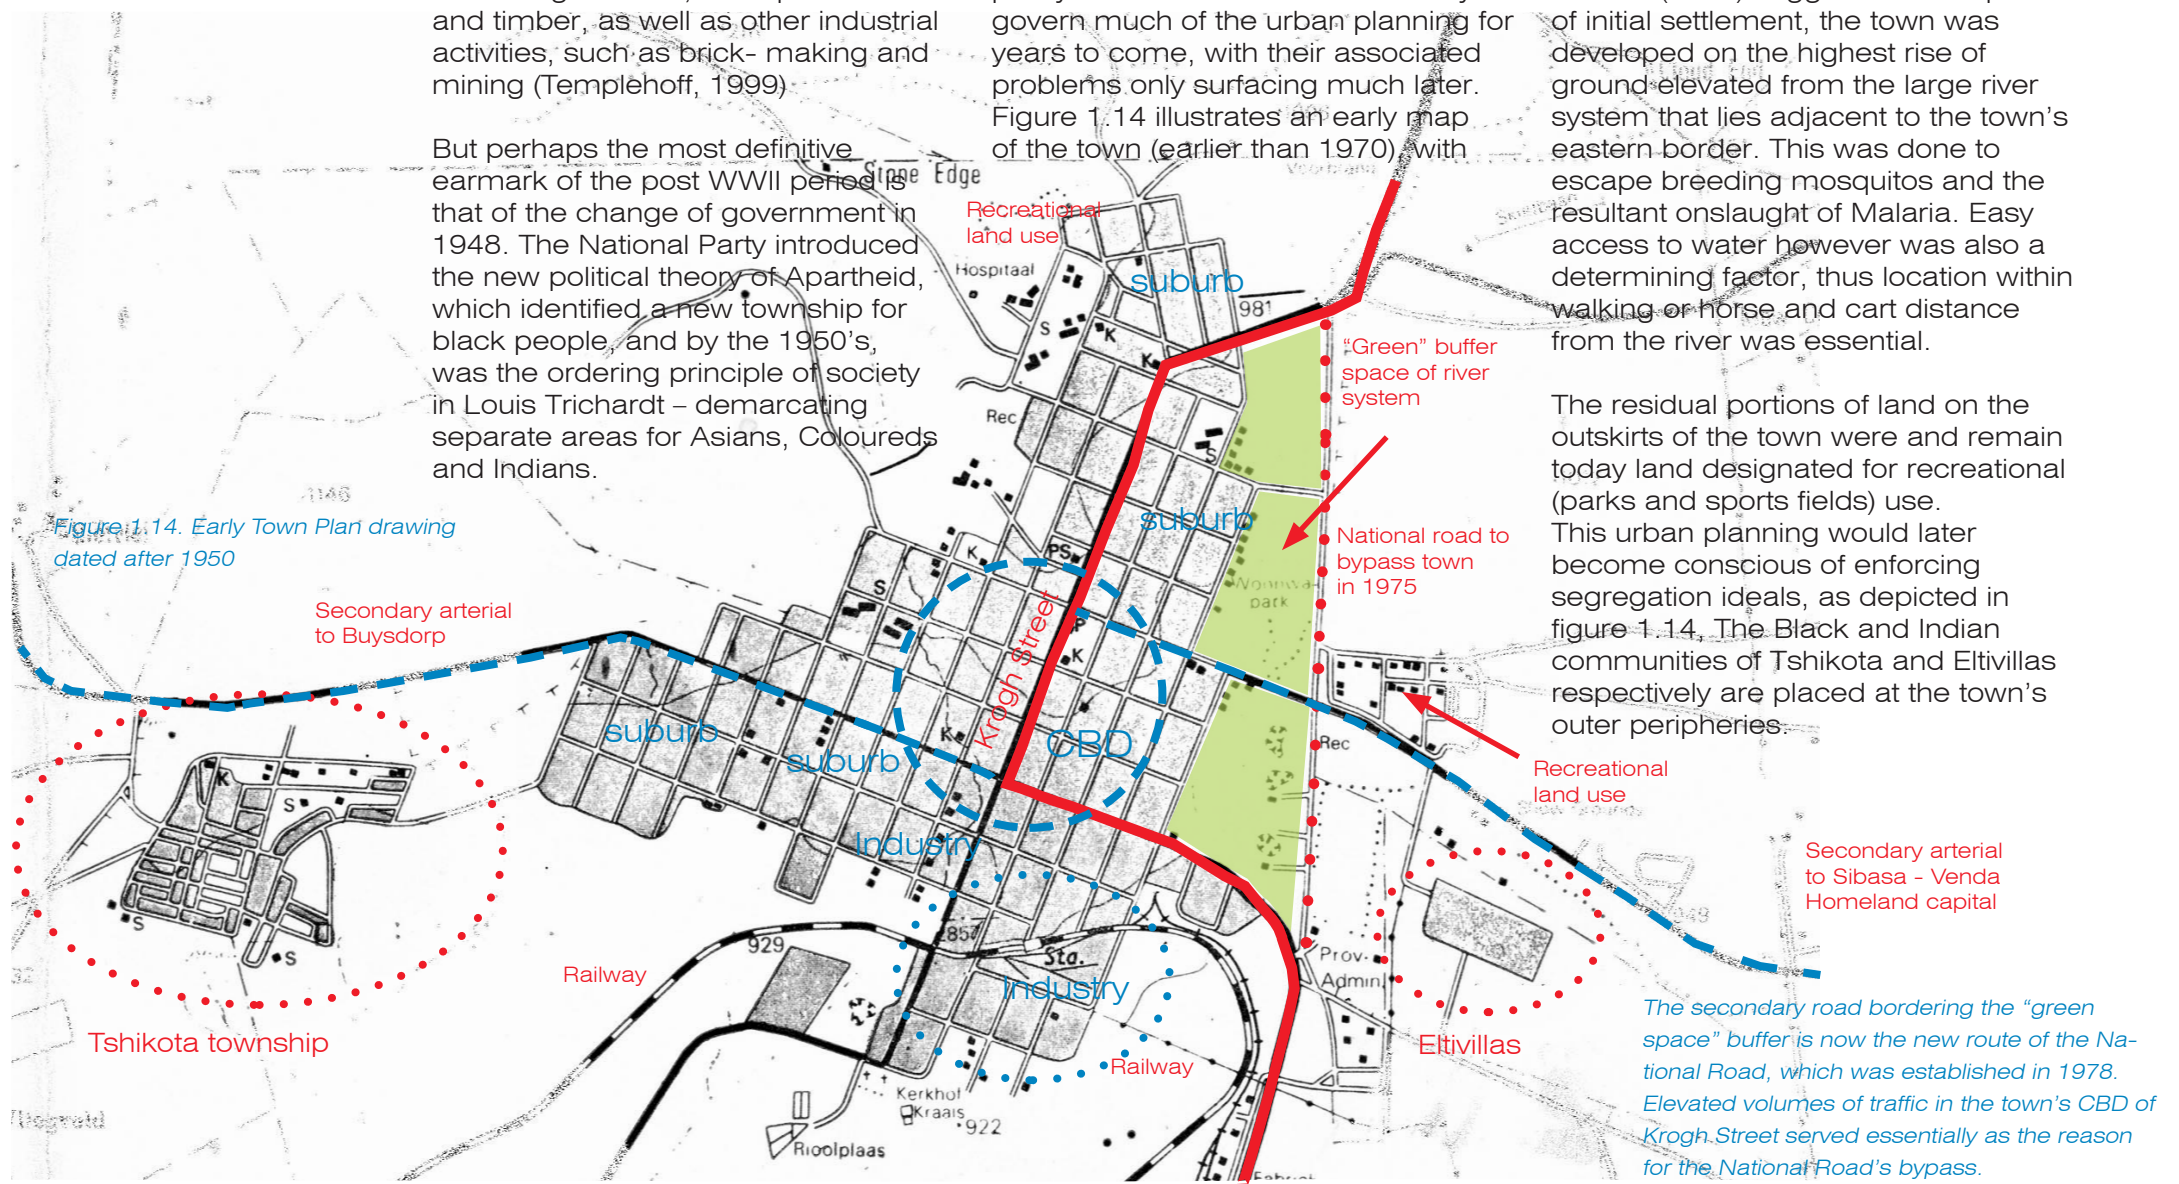 and timber, as well as other industrial
activities, such as brick- making and
mining (Templehoff, 1999)
But perhaps the most definitive
earmark of the post WWII period is
that of the change of government in
1948. The National Party introduced
the new political theory of Apartheid,
which identified a new township for
black people, and by the 1950's,
was the ordering principle of society
in Louis Trichardt – demarcating
separate areas for Asians, Coloureds
and Indians.
govern much of the urban planning for
years to come, with their associated
problems only surfacing much later.
Figure 1.14 illustrates an early map
of the town (earlier than 1970), with
of initial settlement, the town was
developed on the highest rise of
ground elevated from the large river
system that lies adjacent to the town's
eastern border. This was done to
escape breeding mosquitos and the
resultant onslaught of Malaria. Easy
access to water however was also a
determining factor, thus location within
walking or horse and cart distance
from the river was essential.
The residual portions of land on the
outskirts of the town were and remain
today land designated for recreational
(parks and sports fields) use.
This urban planning would later
become conscious of enforcing
segregation ideals, as depicted in
figure 1.14, The Black and Indian
communities of Tshikota and Eltivillas
respectively are placed at the town's
outer peripheries.
Figure 1.14. Early Town Plan drawing
dated after 1950
Stone Edge
Recreational
land use
Hospitaal
suburb
981
S
K
K
"Green" buffer
space of river
system
Rec
S
1146
suburb
National road to
bypass town
in 1975
K
PS
park
S
Secondary arterial
to Buysdorp
Krogh Street
P
K
suburb
suburb
K
CBD
Rec
Recreational
land use
K
S
Industry
Secondary arterial
to Sibasa - Venda
Homeland capital
S
S
929
2857
Sta.
Railway
Industry
Prov.
Admin.
Tshikota township
Eltivillas
Railway
Kerkhof
Kraals
922
Rioolplaas
The secondary road bordering the "green
space" buffer is now the new route of the Na-
tional Road, which was established in 1978.
Elevated volumes of traffic in the town's CBD of
Krogh Street served essentially as the reason
for the National Road's bypass.